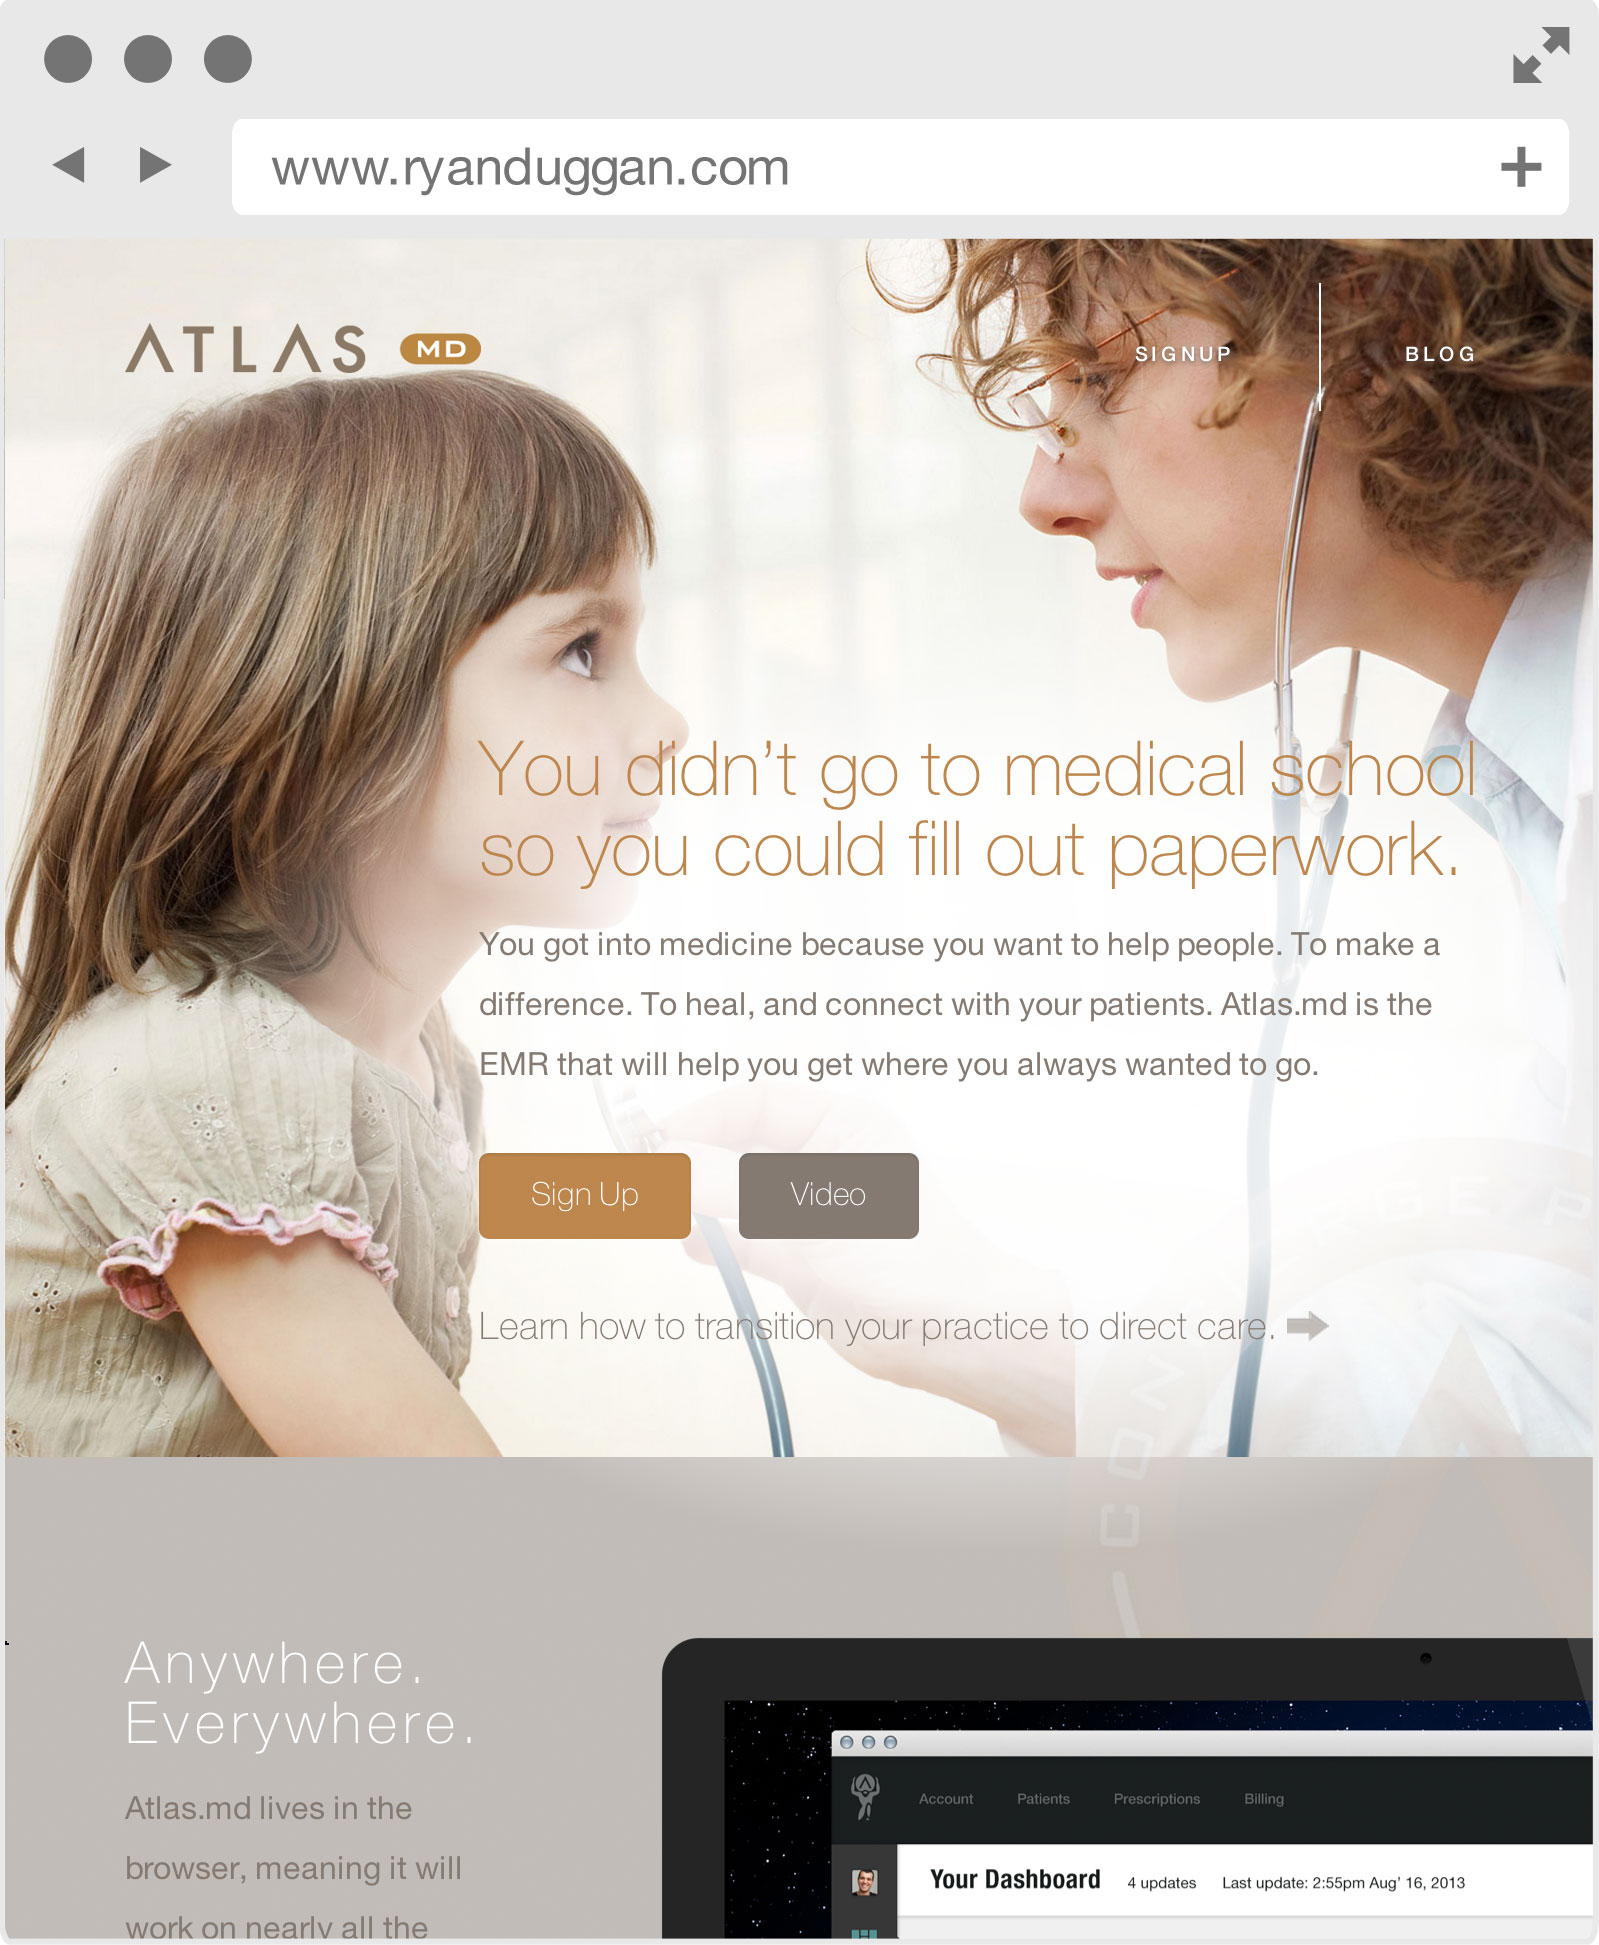 www.ryanduggan.com
ATLAS MD
SIGNUP
BLOG
You didn’t go to medical school
so you could fill out paperwork.
You got into medicine because you want to help people. To make a
difference. To heal, and connect with your patients. Atlas.md is the
EMR that will help you get where you always wanted to go.
Sign Up
Video
Learn how to transition your practice to direct care.
Anywhere.
Everywhere.
Atlas.md lives in the
browser, meaning it will
work on nearly all the
Account
Patients
Prescriptions
Billing
Your Dashboard
4 updates
Last update: 2:55pm Aug’ 16, 2013